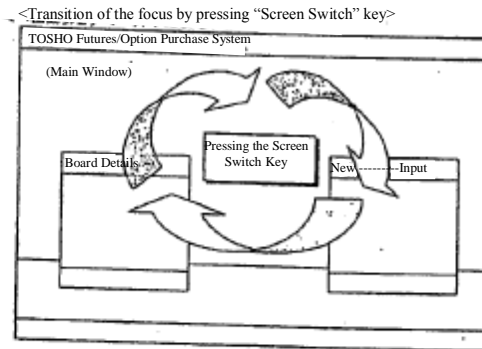 <Transition of the focus by pressing “Screen Switch” key>
TOSHO Futures/Option Purchase System
(Main Window)
Pressing the Screen
Switch Key
Board Details
New ---------Input